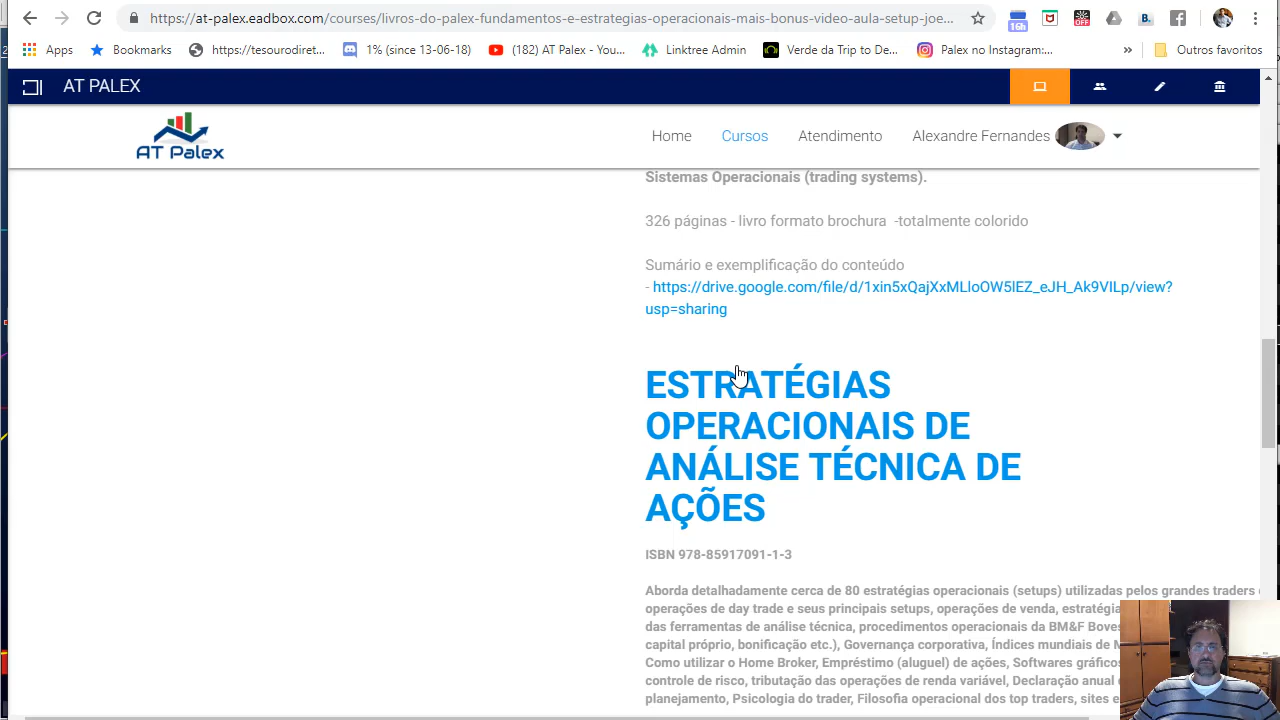 https://at-palex.eadbox.com/courses/livros-do-palex-fundamentos-e-estrategias-operacionais-mais-bonus-video-aula-setup-joe...
16h
OFF
B.
Apps
Bookmarks
https://tesourodiret...
1% (since 13-06-18)
(182) AT Palex - You...
Linktree Admin
Verde da Trip to De...
Palex no Instagram:...
»
Outros favoritos
AT PALEX
AT Palex
Home
Cursos
Atendimento
Alexandre Fernandes
Sistemas Operacionais (trading systems).
326 páginas - livro formato brochura -totalmente colorido
Sumário e exemplificação do conteúdo
- https://drive.google.com/file/d/1xin5xQajXxMLloOW5lEZ_eJH_Ak9VILp/view?
usp=sharing
ESTRATÉGIAS
OPERACIONAIS DE
ANÁLISE TÉCNICA DE
AÇÕES
ISBN 978-85917091-1-3
Aborda detalhadamente cerca de 80 estratégias operacionais (setups) utilizadas pelos grandes traders
operações de day trade e seus principais setups, operações de venda, estratégia
das ferramentas de análise técnica, procedimentos operacionais da BM&F Boves
capital próprio, bonificação etc.), Governança corporativa, Índices mundiais de M
Como utilizar o Home Broker, Empréstimo (aluguel) de ações, Softwares gráficos
controle de risco, tributação das operações de renda variável, Declaração anual
planejamento, Psicologia do trader, Filosofia operacional dos top traders, sites e